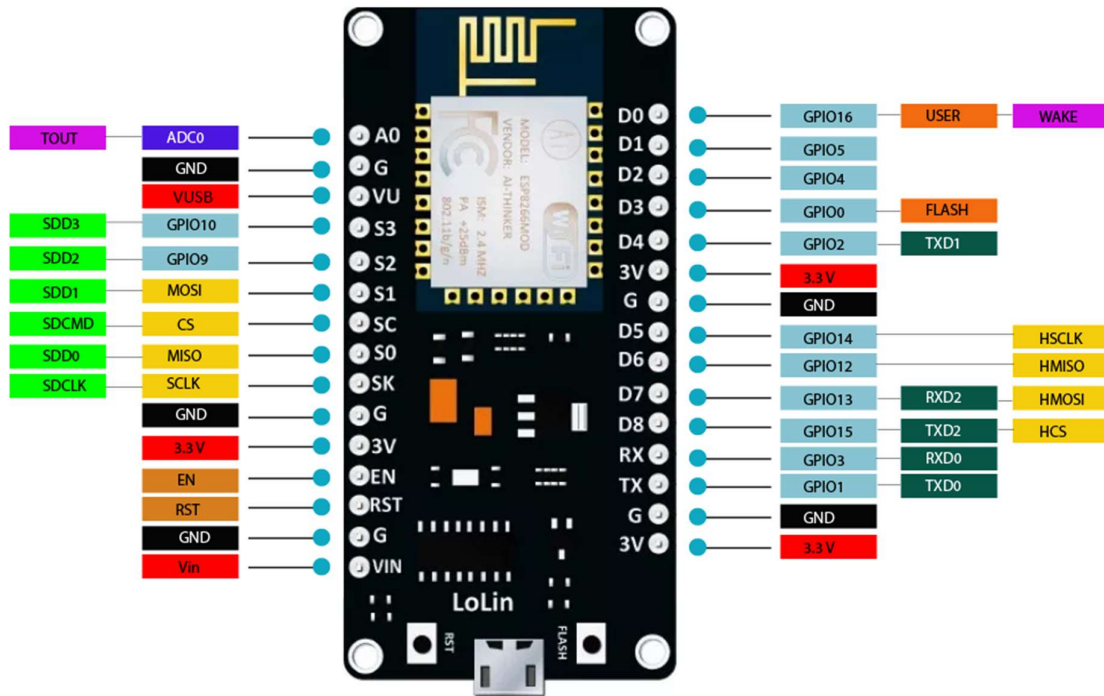 TOUT ADC0 A0
GND G
VUSB VU
SDD3 GPIO10 S3
SDD2 GPIO9 S2
SDD1 MOSI S1
SDCMD CS SC
SDD0 MISO S0
SDCLK SCLK SK
GND G
3.3 V 3V
EN EN
RST RST
GND G
Vin VIN
MODEL: ESP8266MOD
VENDOR: AI-THINKER
ISM: 2.4 MHZ
PA +25dBm
802.11b/g/n
WiFi
D0 GPIO16 USER WAKE
D1 GPIO5
D2 GPIO4
D3 GPIO0 FLASH
D4 GPIO2 TXD1
3V 3.3 V
G GND
D5 GPIO14 HSCLK
D6 GPIO12 HMISO
D7 GPIO13 RXD2 HMOSI
D8 GPIO15 TXD2 HCS
RX GPIO3 RXD0
TX GPIO1 TXD0
G GND
3V 3.3 V
LoLin
RST
FLASH